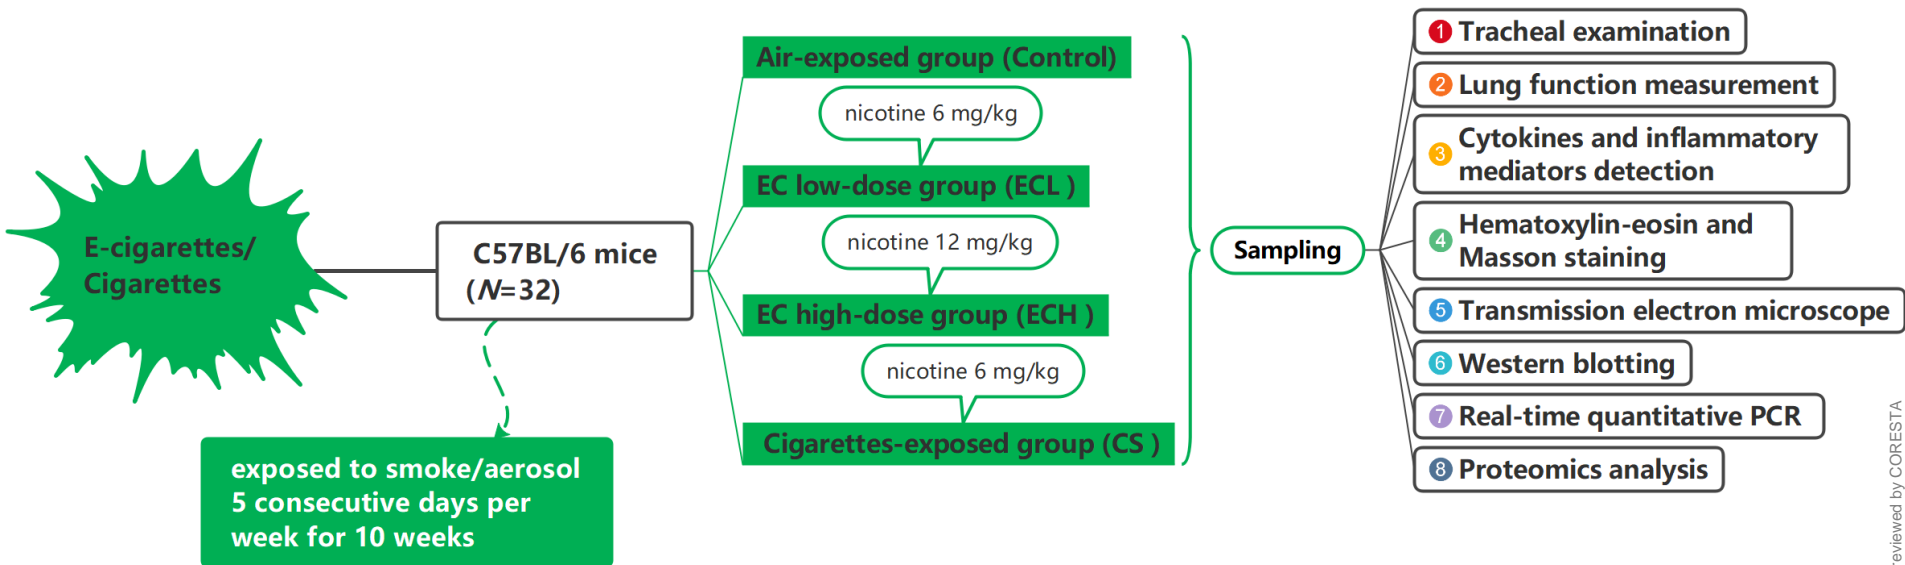 E-cigarettes/
Cigarettes
C57BL/6 mice
(N=32)
exposed to smoke/aerosol
5 consecutive days per
week for 10 weeks
Air-exposed group (Control)
nicotine 6 mg/kg
EC low-dose group (ECL )
nicotine 12 mg/kg
EC high-dose group (ECH )
nicotine 6 mg/kg
Cigarettes-exposed group (CS )
Sampling
1 Tracheal examination
2 Lung function measurement
3 Cytokines and inflammatory
mediators detection
4 Hematoxylin-eosin and
Masson staining
5 Transmission electron microscope
6 Western blotting
7 Real-time quantitative PCR
8 Proteomics analysis
reviewed by CORESTA